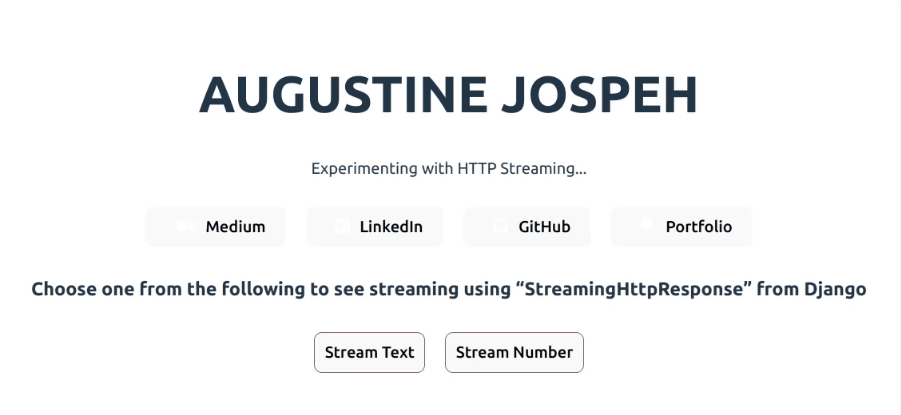 AUGUSTINE JOSPEH
Experimenting with HTTP Streaming...
Medium LinkedIn GitHub Portfolio
Choose one from the following to see streaming using “StreamingHttpResponse” from Django
Stream Text Stream Number